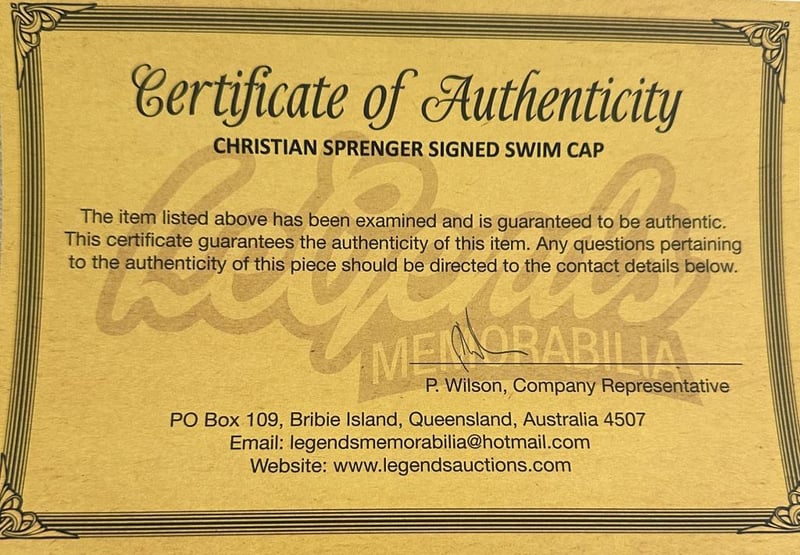 Certificate of Authenticity
CHRISTIAN SPRENGER SIGNED SWIM CAP
Legends
MEMORABILIA
The item listed above has been examined and is guaranteed to be authentic.
This certificate guarantees the authenticity of this item. Any questions pertaining
to the authenticity of this piece should be directed to the contact details below.
P. Wilson, Company Representative
PO Box 109, Bribie Island, Queensland, Australia 4507
Email: legendsmemorabilia@hotmail.com
Website: www.legendsauctions.com